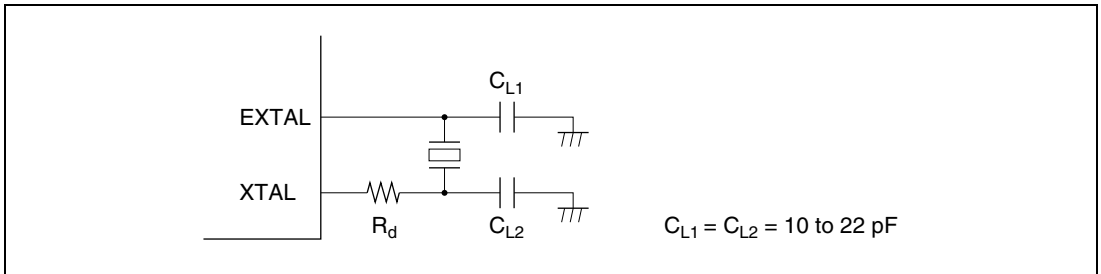 C_L1
EXTAL
XTAL
R_d
C_L2
C_L1 = C_L2 = 10 to 22 pF